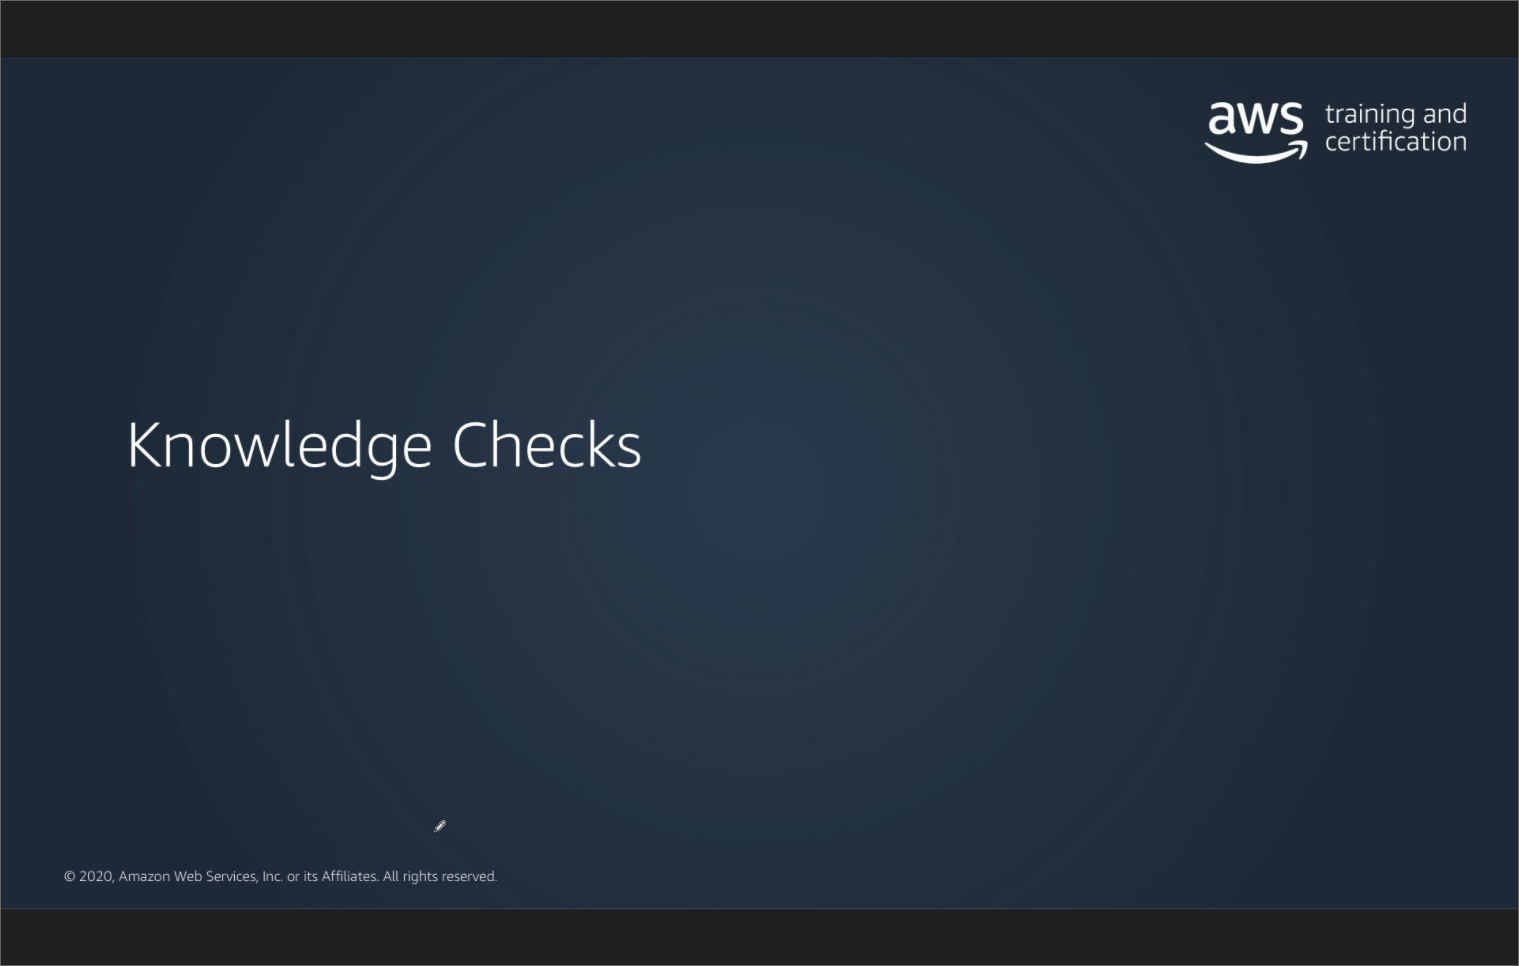 aws training and
certification
Knowledge Checks
© 2020, Amazon Web Services, Inc. or its Affiliates. All rights reserved.